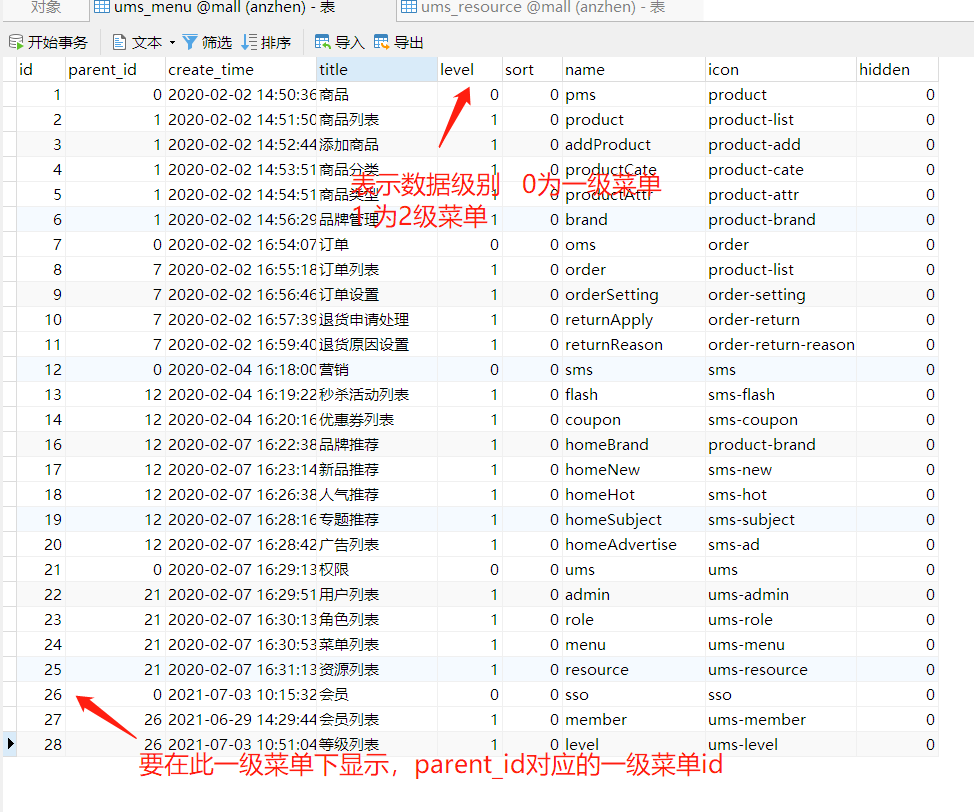 对象 ums_menu @mall (anzhen) - 表 ums_resource @mall (anzhen) - 表
开始事务 文本 筛选 排序 导入 导出
id parent_id create_time title level sort name icon hidden
1 0 2020-02-02 14:50:36 商品 0 0 pms product 0
2 1 2020-02-02 14:51:50 商品列表 1 0 product product-list 0
3 1 2020-02-02 14:52:44 添加商品 1 0 addProduct product-add 0
4 1 2020-02-02 14:53:51 商品分类 1 0 productCate product-cate 0
表示数据级别 0为一级菜单
5 1 2020-02-02 14:54:51 商品类型 1 0 productAttr product-attr 0
1 为2级菜单
6 1 2020-02-02 14:56:29 品牌管理 1 0 brand product-brand 0
7 0 2020-02-02 16:54:07 订单 0 0 oms order 0
8 7 2020-02-02 16:55:18 订单列表 1 0 order product-list 0
9 7 2020-02-02 16:56:46 订单设置 1 0 orderSetting order-setting 0
10 7 2020-02-02 16:57:39 退货申请处理 1 0 returnApply order-return 0
11 7 2020-02-02 16:59:40 退货原因设置 1 0 returnReason order-return-reason 0
12 0 2020-02-04 16:18:00 营销 0 0 sms sms 0
13 12 2020-02-04 16:19:22 秒杀活动列表 1 0 flash sms-flash 0
14 12 2020-02-04 16:20:16 优惠券列表 1 0 coupon sms-coupon 0
16 12 2020-02-07 16:22:38 品牌推荐 1 0 homeBrand product-brand 0
17 12 2020-02-07 16:23:14 新品推荐 1 0 homeNew sms-new 0
18 12 2020-02-07 16:26:38 人气推荐 1 0 homeHot sms-hot 0
19 12 2020-02-07 16:28:16 专题推荐 1 0 homeSubject sms-subject 0
20 12 2020-02-07 16:28:42 广告列表 1 0 homeAdvertise sms-ad 0
21 0 2020-02-07 16:29:13 权限 0 0 ums ums 0
22 21 2020-02-07 16:29:51 用户列表 1 0 admin ums-admin 0
23 21 2020-02-07 16:30:13 角色列表 1 0 role ums-role 0
24 21 2020-02-07 16:30:53 菜单列表 1 0 menu ums-menu 0
25 21 2020-02-07 16:31:13 资源列表 1 0 resource ums-resource 0
26 0 2021-07-03 10:15:32 会员 0 0 sso sso 0
27 26 2021-06-29 14:29:44 会员列表 1 0 member ums-member 0
28 26 2021-07-03 10:51:04 等级列表 1 0 level ums-level 0
要在此一级菜单下显示，parent_id对应的一级菜单id